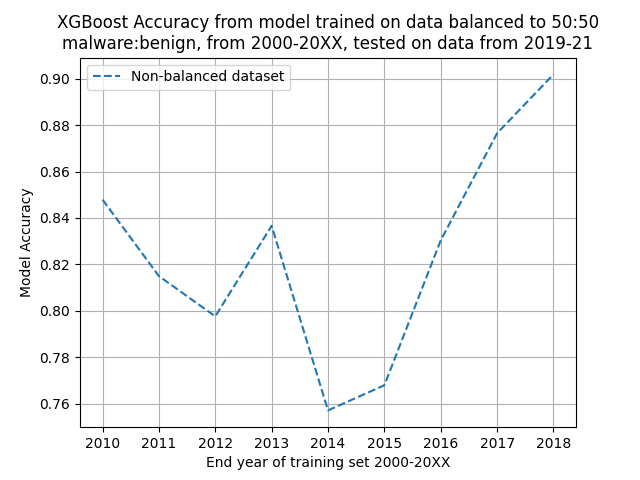 XGBoost Accuracy from model trained on data balanced to 50:50
malware:benign, from 2000-20XX, tested on data from 2019-21
Non-balanced dataset
0.90
0.88
0.86
0.84
0.82
0.80
0.78
0.76
Model Accuracy
2010 2011 2012 2013 2014 2015 2016 2017 2018
End year of training set 2000-20XX